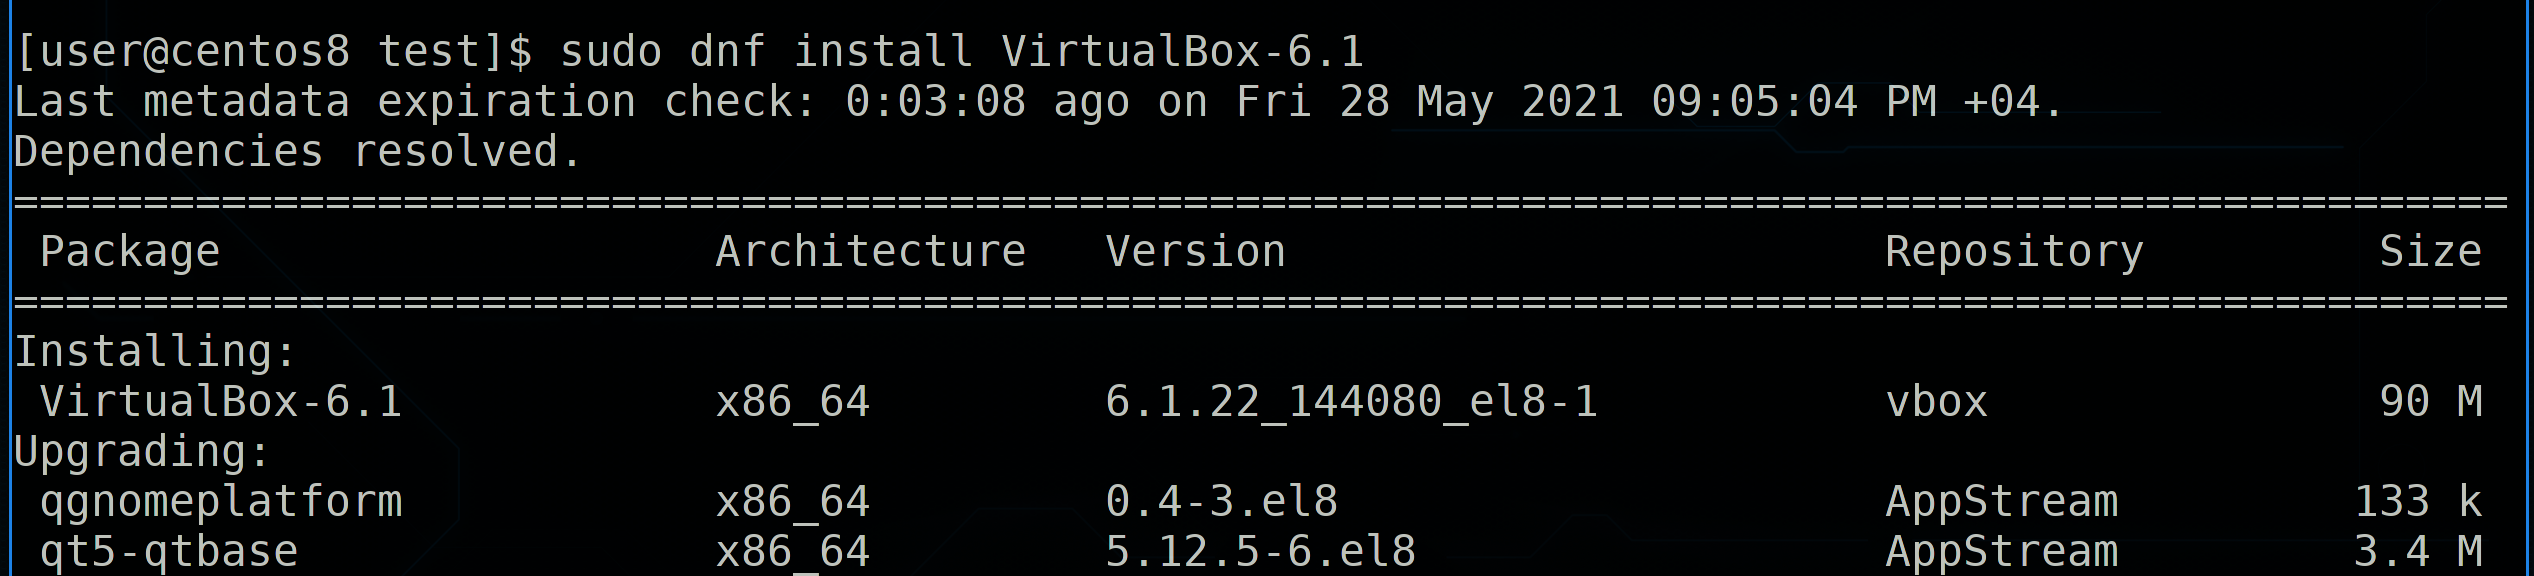 [user@centos8 test]$ sudo dnf install VirtualBox-6.1
Last metadata expiration check: 0:03:08 ago on Fri 28 May 2021 09:05:04 PM +04.
Dependencies resolved.
================================================================================================
 Package                   Architecture   Version                       Repository         Size
================================================================================================
Installing:
 VirtualBox-6.1            x86_64         6.1.22_144080_el8-1           vbox               90 M
Upgrading:
 qgnomeplatform            x86_64         0.4-3.el8                     AppStream         133 k
 qt5-qtbase                x86_64         5.12.5-6.el8                  AppStream         3.4 M